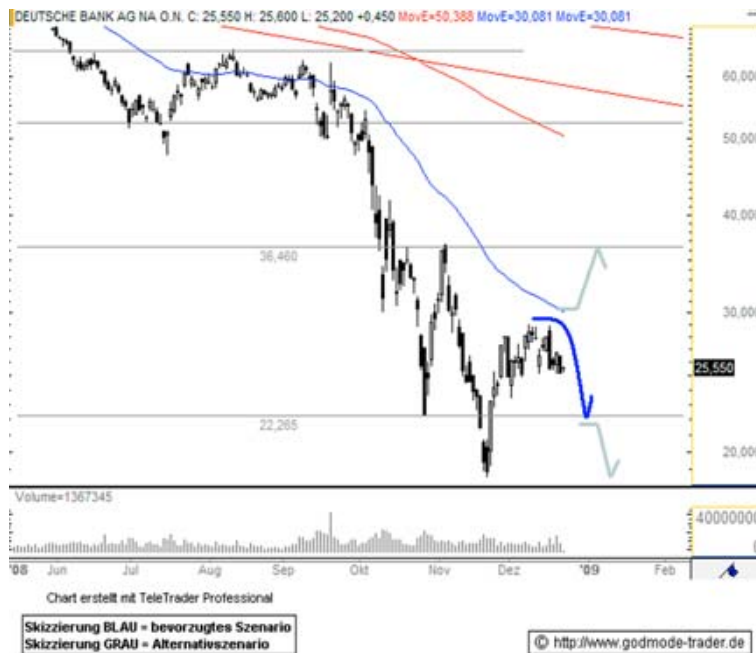 DEUTSCHE BANK AG NA O.N. C: 25,550 H: 25,600 L: 25,200 +0,450 MovE=50,388 MovE=30,081 MovE=30,081
60,000
50,000
40,000
36,460
30,000
25,550
22,265
20,000
Volume=1367345
40000000
0
'08 Jun Jul Aug Sep Okt Nov Dez '09 Feb
Chart erstellt mit TeleTrader Professional
Skizzierung BLAU = bevorzugtes Szenario
Skizzierung GRAU = Alternativszenario
© http://www.godmode-trader.de